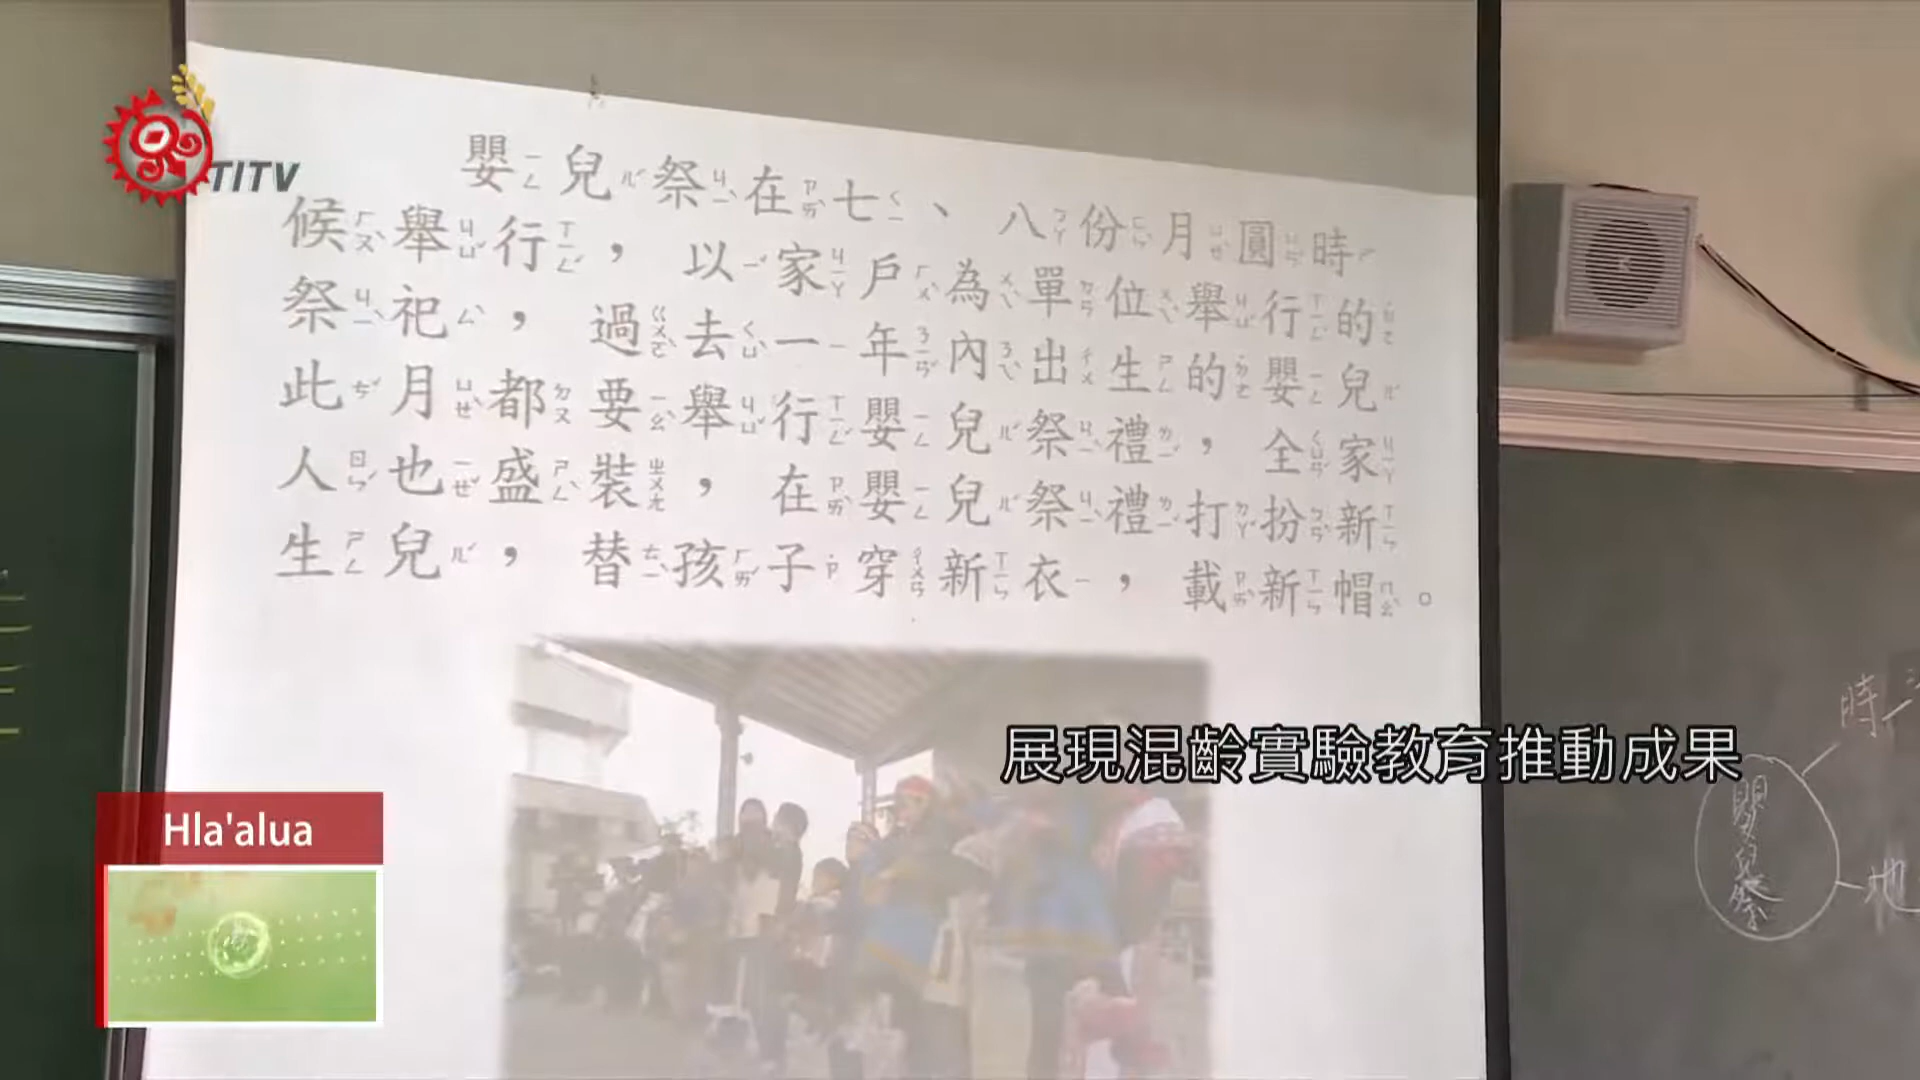 TITV
嬰兒祭在七、八份月圓時
候舉行，以家戶為單位舉行的
祭祀，過去一年內出生的嬰兒
此月都要舉行嬰兒祭禮，全家
人也盛裝，在嬰兒祭禮打扮新
生兒，替孩子穿新衣，載新帽。
展現混齡實驗教育推動成果
Hla'alua
時
嬰兒祭
地